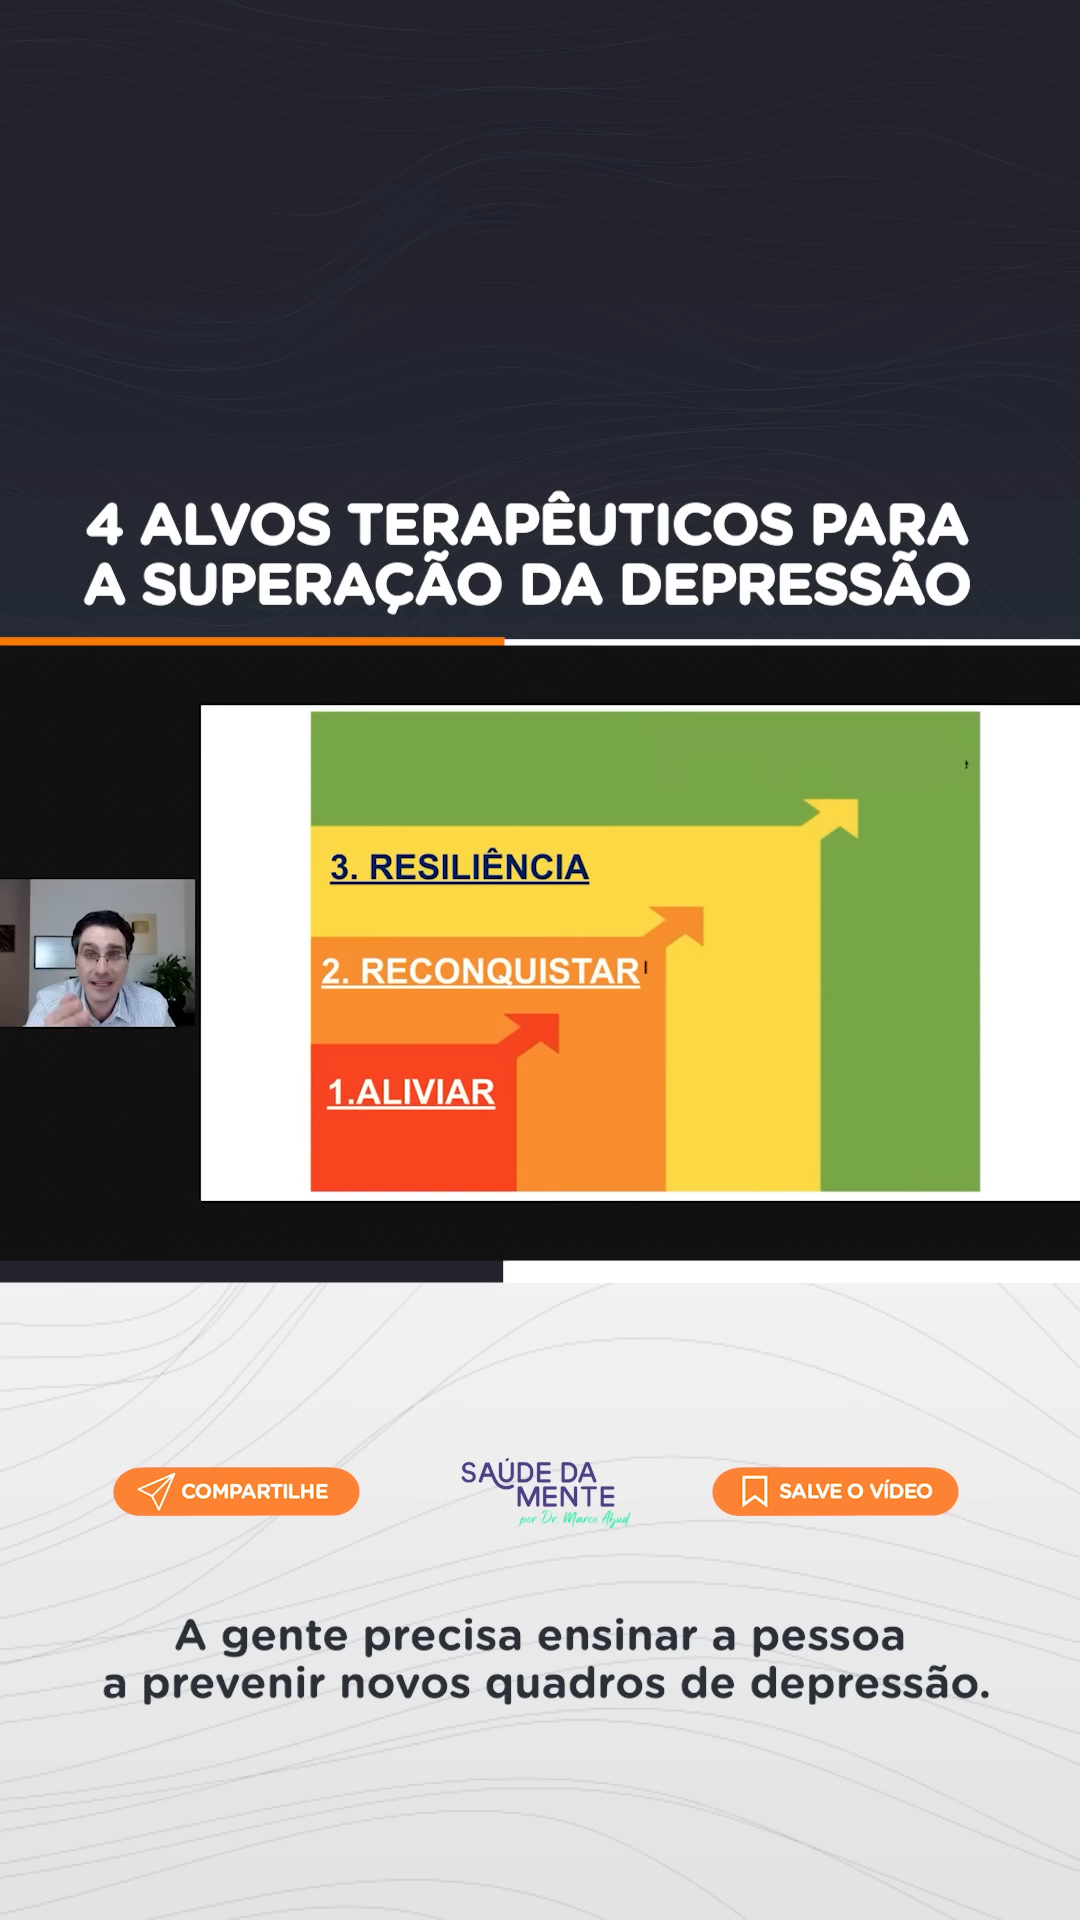 4 ALVOS TERAPÊUTICOS PARA
A SUPERAÇÃO DA DEPRESSÃO
3. RESILIÊNCIA
2. RECONQUISTAR
1.ALIVIAR
COMPARTILHE
SAÚDE DA
MENTE
por Dr. Marco Abud
SALVE O VÍDEO
A gente precisa ensinar a pessoa
a prevenir novos quadros de depressão.